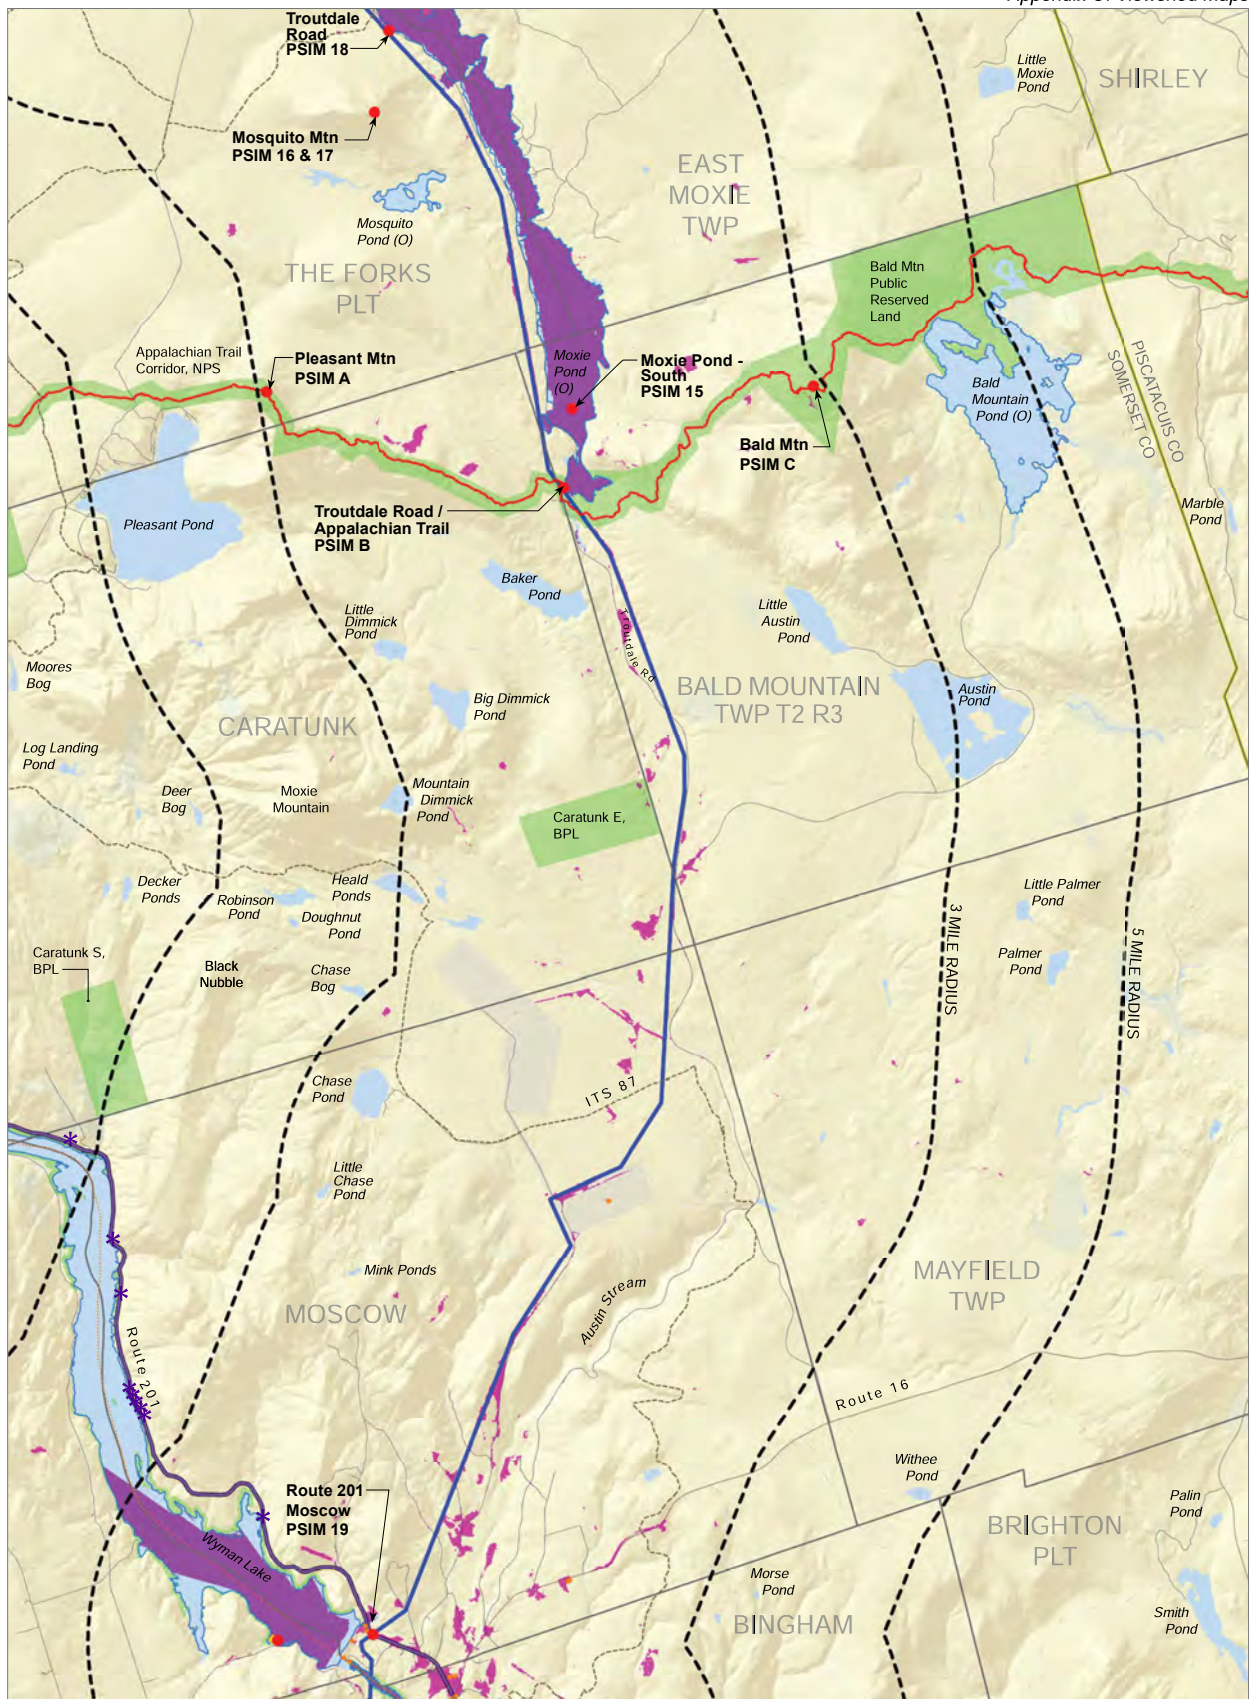 Appendix C: Viewshed Maps
Troutdale
Road
PSIM 18
Little
Moxie
Pond
SHIRLEY
Mosquito Mtn
PSIM 16 & 17
EAST
MOXIE
TWP
Mosquito
Pond (O)
THE FORKS
PLT
Bald Mtn
Public
Reserved
Land
Appalachian Trail
Corridor, NPS
Pleasant Mtn
PSIM A
Moxie
Pond
(O)
Moxie Pond -
South
PSIM 15
PISCATACUIS CO
SOMERSET CO
Bald
Mountain
Pond (O)
Bald Mtn
PSIM C
Marble
Pond
Pleasant Pond
Troutdale Road /
Appalachian Trail
PSIM B
Baker
Pond
Little
Dimmick
Pond
Little
Austin
Pond
Troutdale Rd
Moores
Bog
BALD MOUNTAIN
TWP T2 R3
Austin
Pond
Big Dimmick
Pond
CARATUNK
Log Landing
Pond
Deer
Bog
Moxie
Mountain
Mountain
Dimmick
Pond
Caratunk E,
BPL
Decker
Ponds
Robinson
Pond
Heald
Ponds
Doughnut
Pond
Little Palmer
Pond
3 MILE RADIUS
5 MILE RADIUS
Palmer
Pond
Caratunk S,
BPL
Black
Nubble
Chase
Bog
Chase
Pond
ITS 87
Little
Chase
Pond
Mink Ponds
MOSCOW
Austin Stream
MAYFIELD
TWP
Route 201
Route 16
Withee
Pond
Route 201
Moscow
PSIM 19
Palin
Pond
BRIGHTON
PLT
Wyman Lake
Morse
Pond
BINGHAM
Smith
Pond